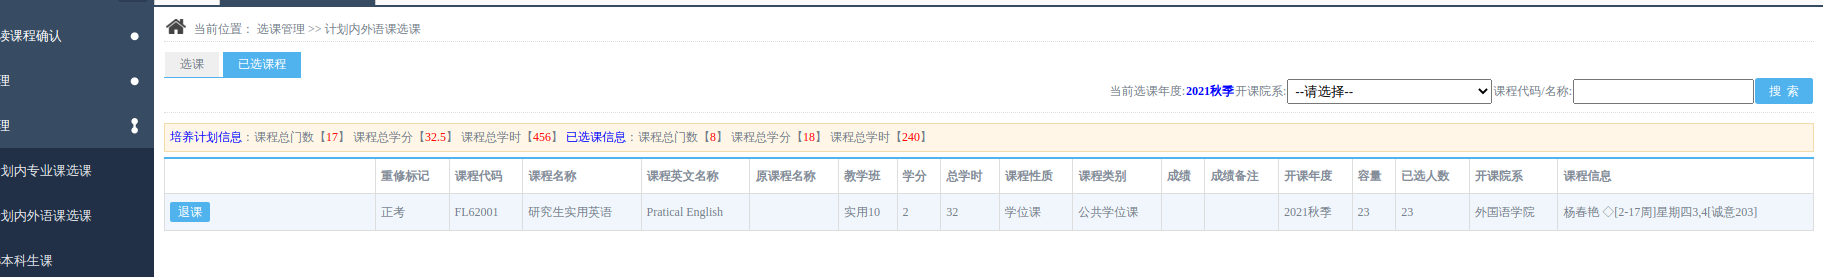 读课程确认
理
理
划内专业课选课
划内外语课选课
本科生课
当前位置： 选课管理 >> 计划内外语课选课
选课 已选课程
当前选课年度:2021秋季开课院系: --请选择-- 课程代码/名称: 搜 索
培养计划信息：课程总门数【17】 课程总学分【32.5】 课程总学时【456】 已选课信息：课程总门数【8】 课程总学分【18】 课程总学时【240】
重修标记 课程代码 课程名称 课程英文名称 原课程名称 教学班 学分 总学时 课程性质 课程类别 成绩 成绩备注 开课年度 容量 已选人数 开课院系 课程信息
退课 正考 FL62001 研究生实用英语 Pratical English 实用10 2 32 学位课 公共学位课 2021秋季 23 23 外国语学院 杨春艳 ◇[2-17周]星期四3,4[诚意203]